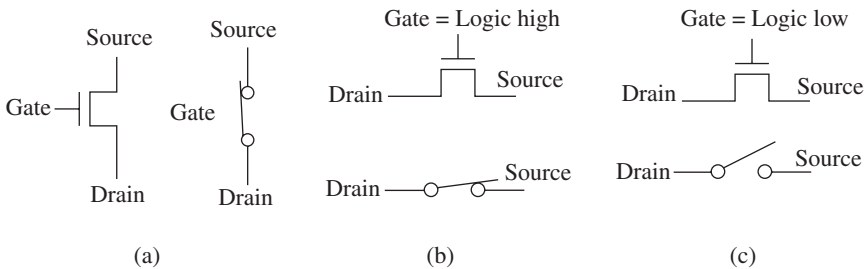 Source
Gate
Drain
Source
Gate
Drain
(a)
Gate = Logic high
Drain
Source
Drain
Source
(b)
Gate = Logic low
Drain
Source
Drain
Source
(c)